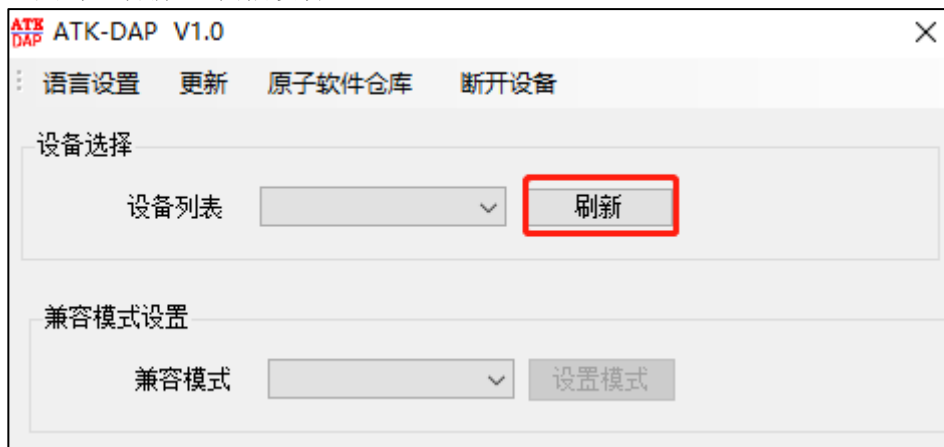 ATK DAP ATK-DAP V1.0
语言设置 更新 原子软件仓库 断开设备
设备选择
设备列表 刷新
兼容模式设置
兼容模式 设置模式